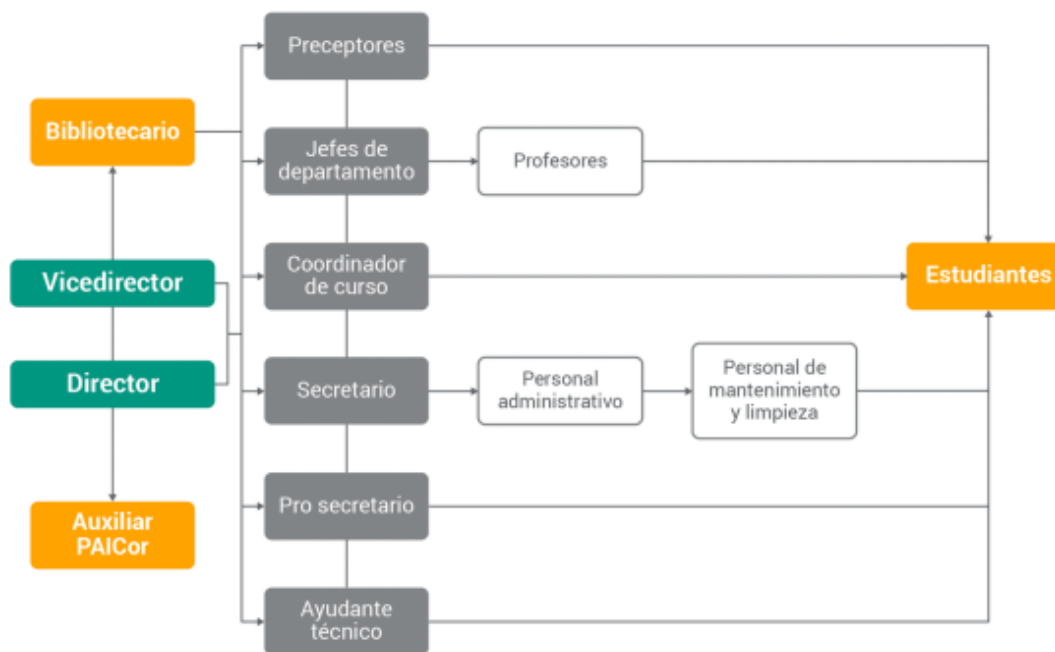 Preceptores
Bibliotecario
Jefes de
departamento
Profesores
Vicedirector
Coordinador
de curso
Estudiantes
Director
Secretario
Personal
administrativo
Personal de
mantenimiento
y limpieza
Auxiliar
PAICor
Pro secretario
Ayudante
técnico